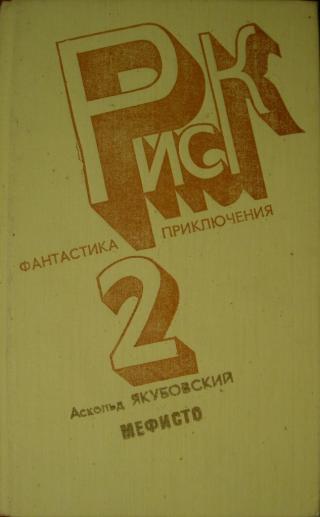 РИСК
ФАНТАСТИКА ПРИКЛЮЧЕНИЯ
2
Аскольд ЯКУБОВСКИЙ
МЕФИСТО